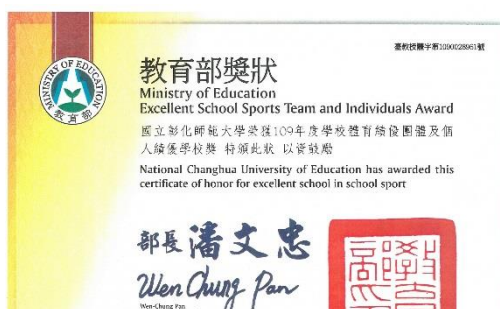 臺教授體字第1090028961號
MINISTRY OF EDUCATION
教育部
教育部獎狀
Ministry of Education
Excellent School Sports Team and Individuals Award
國立彰化師範大學榮獲109年度學校體育績優團體及個
人績優學校獎 特頒此狀 以資鼓勵
National Changhua University of Education has awarded this
certificate of honor for excellent school in school sport
部長潘文忠
Wen Chung Pan
Wen-Chung Pan